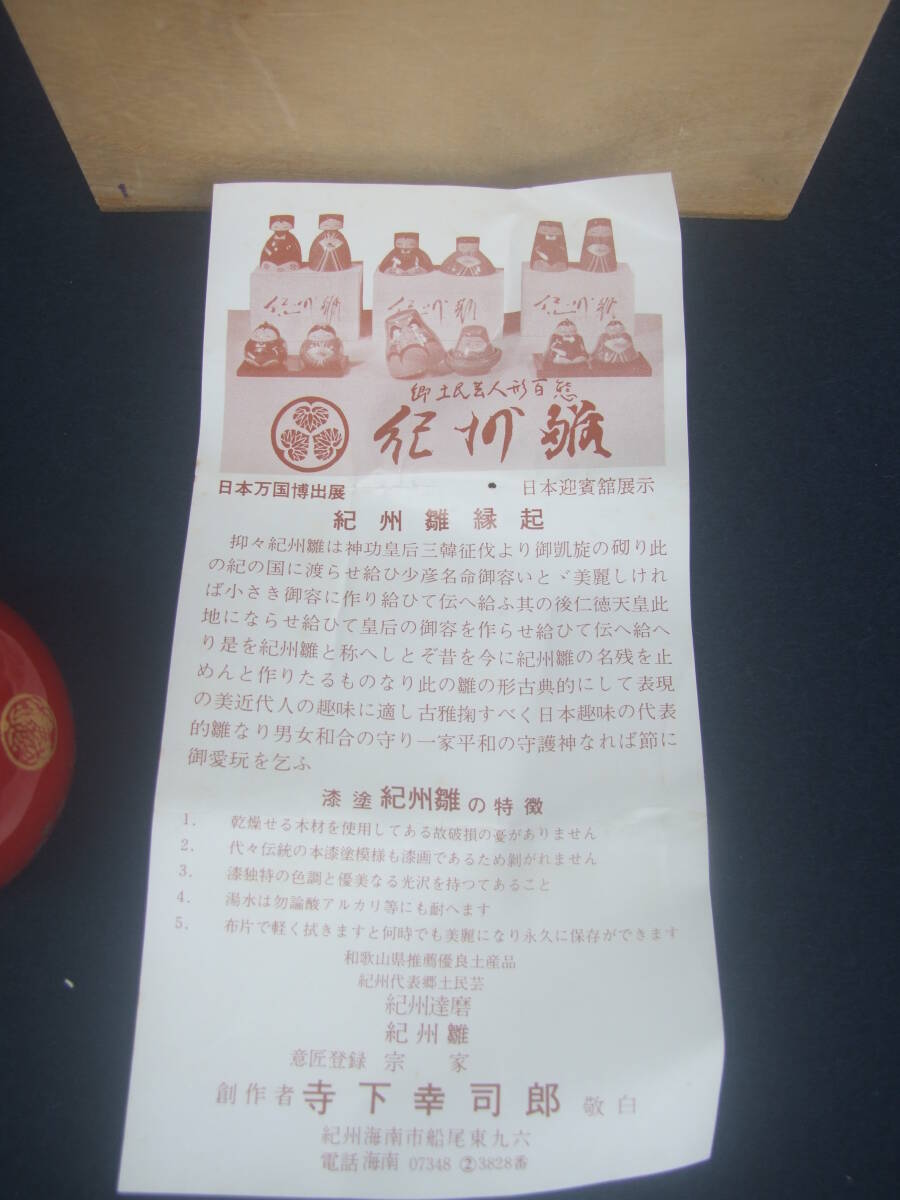 紀州雛 紀州雛 紀州雛
郷土民芸人形百態
紀州雛
日本万国博出展 日本迎賓舘展示
紀州雛縁起
抑々紀州雛は神功皇后三韓征伐より御凱旋の砌り此
の紀の国に渡らせ給ひ少彦名命御容いとゞ美麗しけれ
ば小さき御容に作り給ひて伝へ給ふ其の後仁徳天皇此
地にならせ給ひて皇后の御容を作らせ給ひて伝へ給へ
り是を紀州雛と称へしとぞ昔を今に紀州雛の名残を止
めんと作りたるものなり此の雛の形古典的にして表現
の美近代人の趣味に適し古雅掬すべく日本趣味の代表
的雛なり男女和合の守り一家平和の守護神なれば節に
御愛玩を乞ふ
漆塗紀州雛の特徴
1. 乾燥せる木材を使用してある故破損の憂がありません
2. 代々伝統の本漆塗模様も漆画であるため剝がれません
3. 漆独特の色調と優美なる光沢を持つてあること
4. 湯水は勿論酸アルカリ等にも耐へます
5. 布片で軽く拭きますと何時でも美麗になり永久に保存ができます
和歌山県推薦優良土産品
紀州代表郷土民芸
紀州達磨
紀州雛
意匠登録 宗家
創作者 寺下幸司郎 敬白
紀州海南市船尾東九六
電話海南 07348 ②3828番